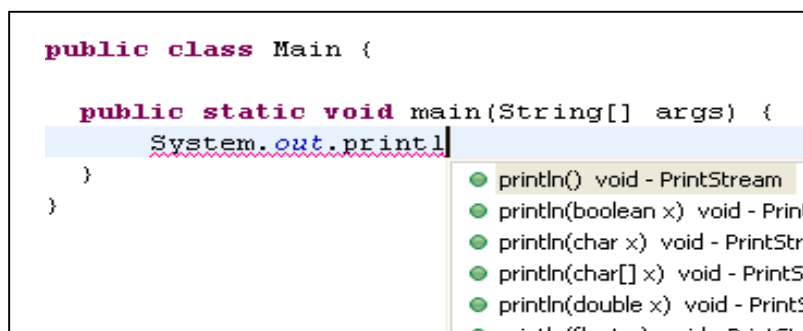 public class Main {
public static void main(String[] args) {
System.out.printl
}
}
println() void - PrintStream
println(boolean x) void - Prin
println(char x) void - PrintStr
println(char[] x) void - PrintS
println(double x) void - PrintS